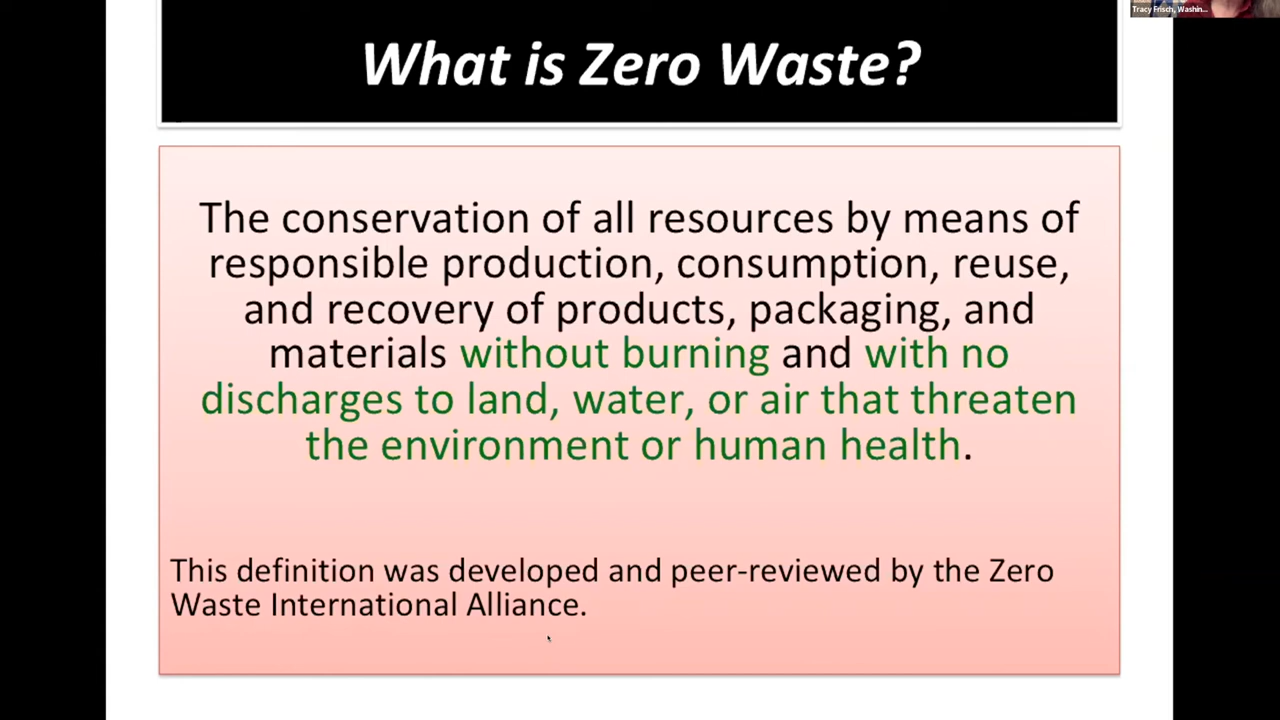 Tracy Frisch, Washin...
What is Zero Waste?
The conservation of all resources by means of
responsible production, consumption, reuse,
and recovery of products, packaging, and
materials without burning and with no
discharges to land, water, or air that threaten
the environment or human health.
This definition was developed and peer-reviewed by the Zero
Waste International Alliance.